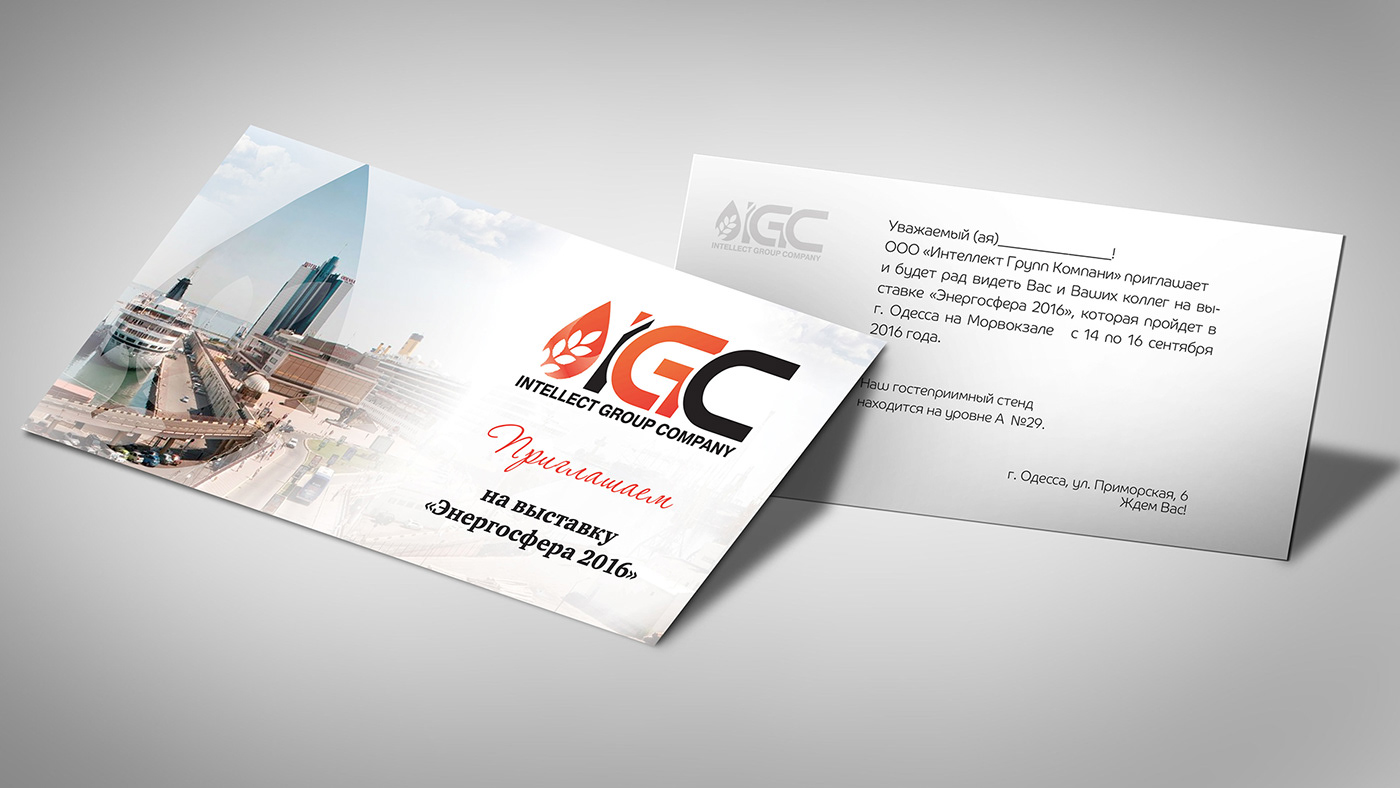 IGC
INTELLECT GROUP COMPANY
Приглашаем
на выставку
«Энергосфера 2016»
IGC
INTELLECT GROUP COMPANY
Уважаемый (ая)______________!
ООО «Интеллект Групп Компани» приглашает
и будет рад видеть Вас и Ваших коллег на вы-
ставке «Энергосфера 2016», которая пройдет в
г. Одесса на Морвокзале с 14 по 16 сентября
2016 года.
Наш гостеприимный стенд
находится на уровне А №29.
г. Одесса, ул. Приморская, 6
Ждем Вас!